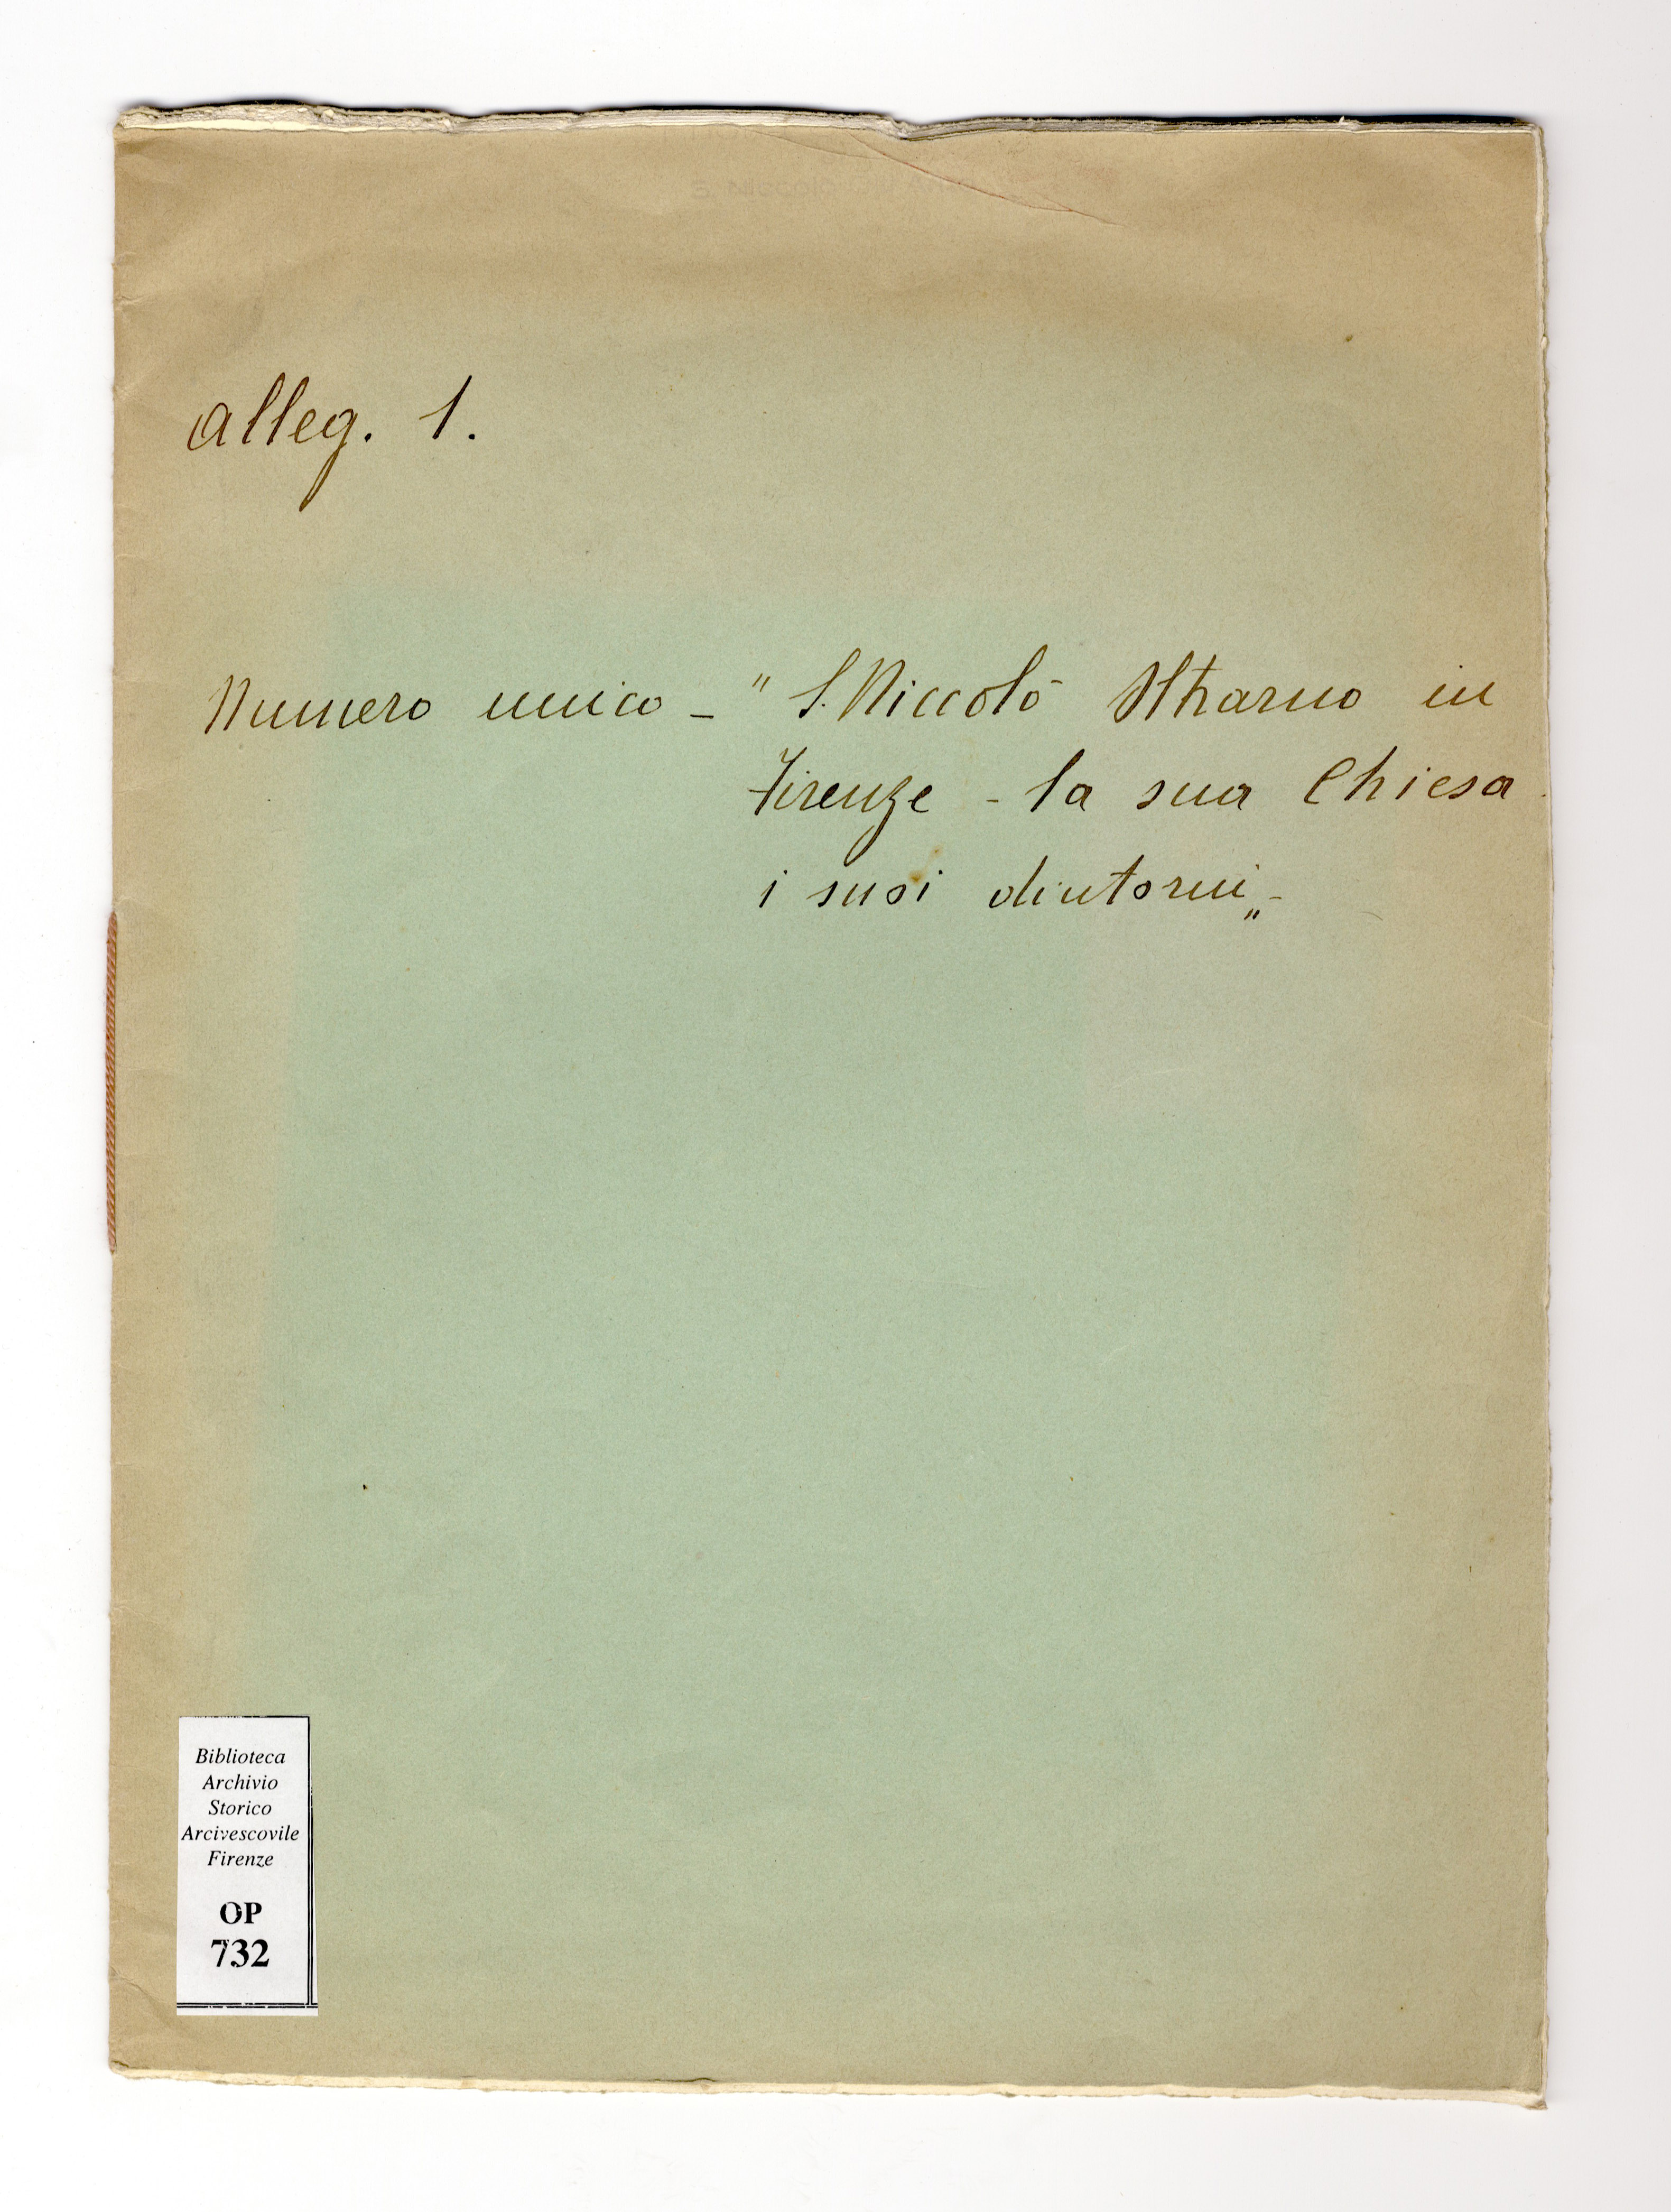 alleg. 1.
Numero unico - " S. Niccolò Oltrarno in
Firenze - la sua Chiesa
i suoi dintorni „ -
Biblioteca
Archivio
Storico
Arcivescovile
Firenze
OP
732